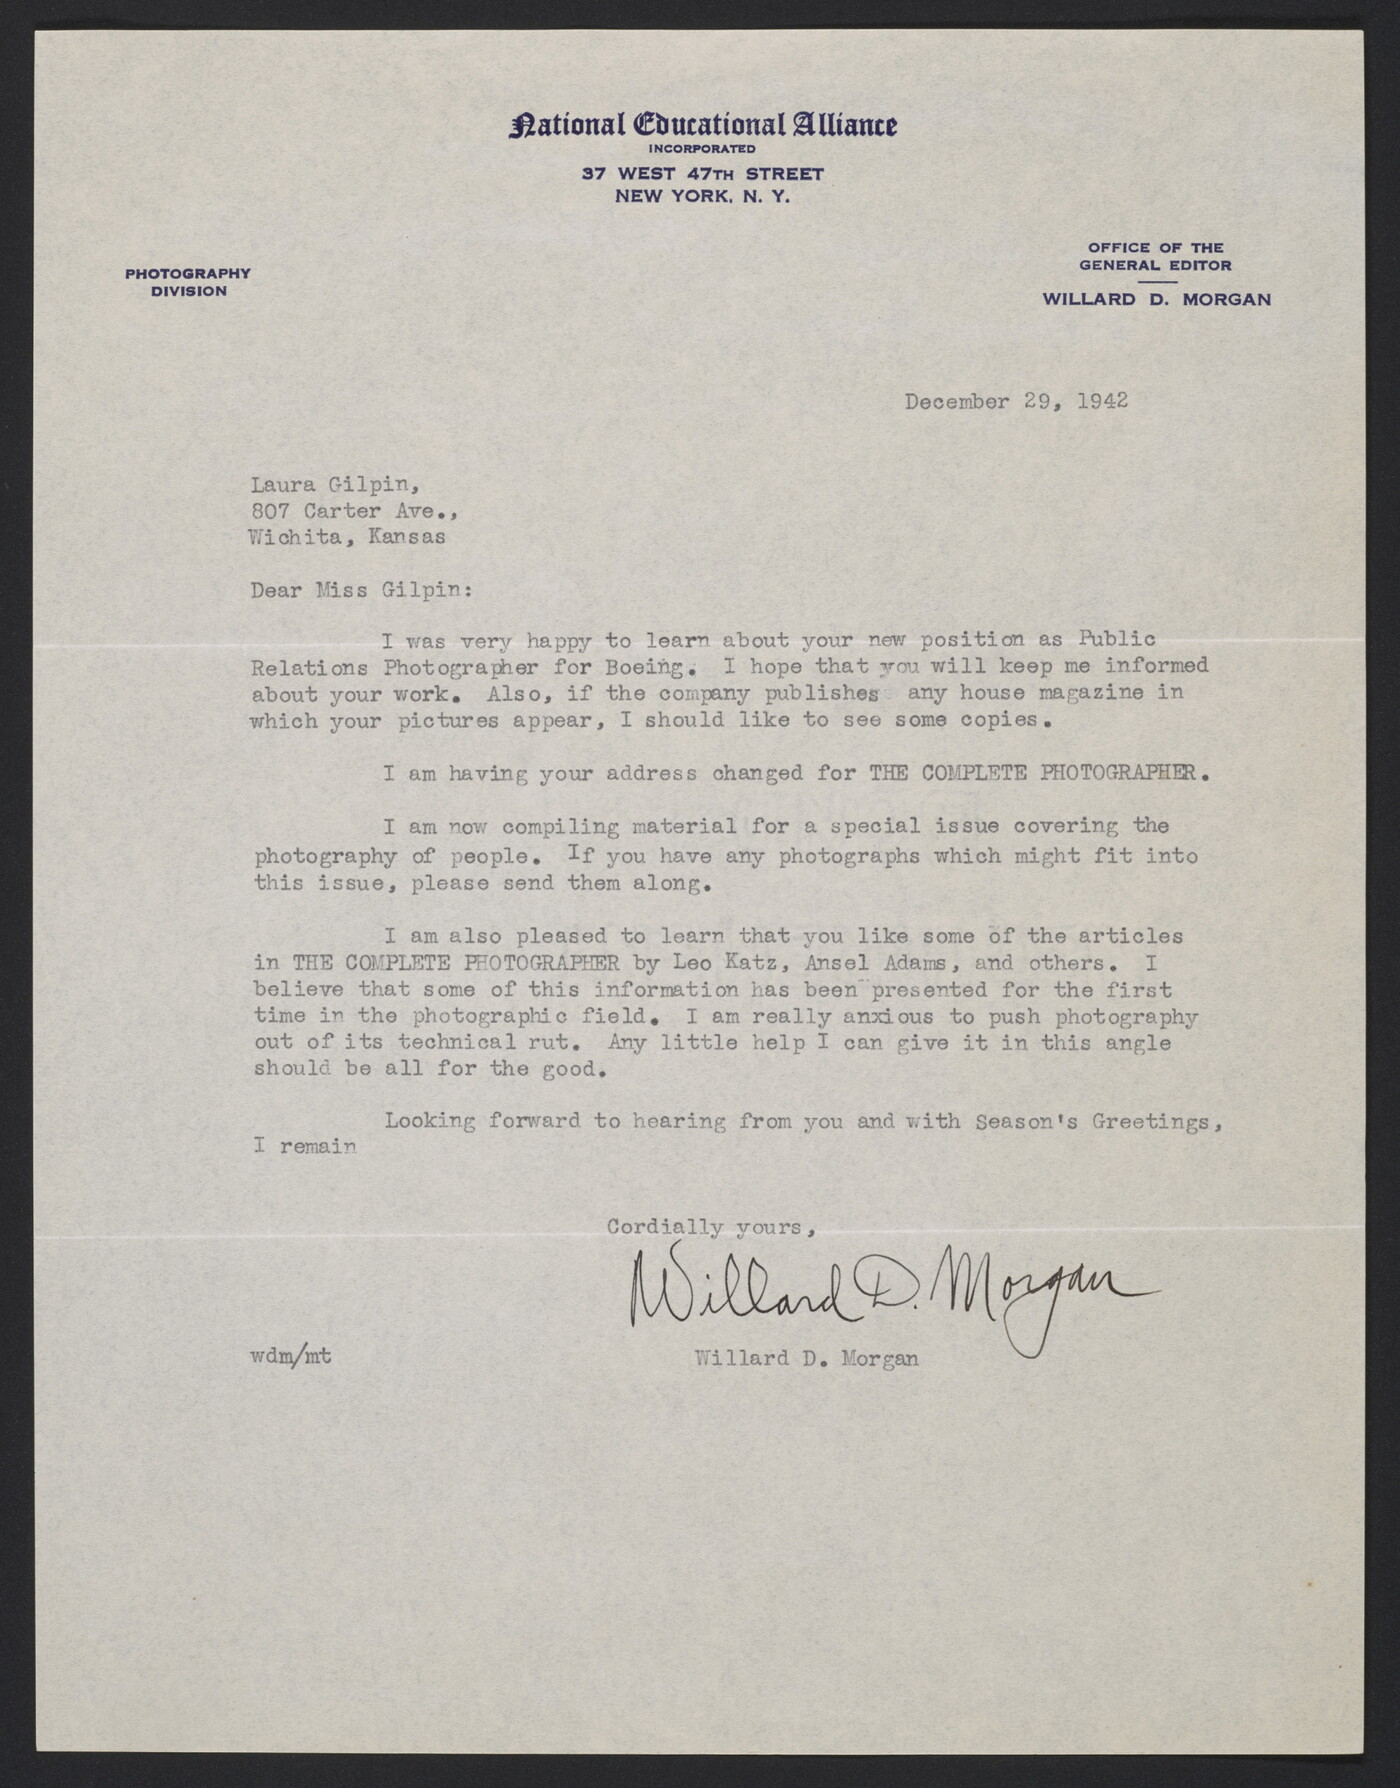 National Educational Alliance
INCORPORATED
37 WEST 47TH STREET
NEW YORK, N. Y.
PHOTOGRAPHY
DIVISION
OFFICE OF THE
GENERAL EDITOR
WILLARD D. MORGAN
December 29, 1942
Laura Gilpin,
807 Carter Ave.,
Wichita, Kansas
Dear Miss Gilpin:
I was very happy to learn about your new position as Public
Relations Photographer for Boeing. I hope that you will keep me informed
about your work. Also, if the company publishes any house magazine in
which your pictures appear, I should like to see some copies.
I am having your address changed for THE COMPLETE PHOTOGRAPHER.
I am now compiling material for a special issue covering the
photography of people. If you have any photographs which might fit into
this issue, please send them along.
I am also pleased to learn that you like some of the articles
in THE COMPLETE PHOTOGRAPHER by Leo Katz, Ansel Adams, and others. I
believe that some of this information has been presented for the first
time in the photographic field. I am really anxious to push photography
out of its technical rut. Any little help I can give it in this angle
should be all for the good.
Looking forward to hearing from you and with Season's Greetings,
I remain
Cordially yours,
Willard D. Morgan
wdm/mt
Willard D. Morgan